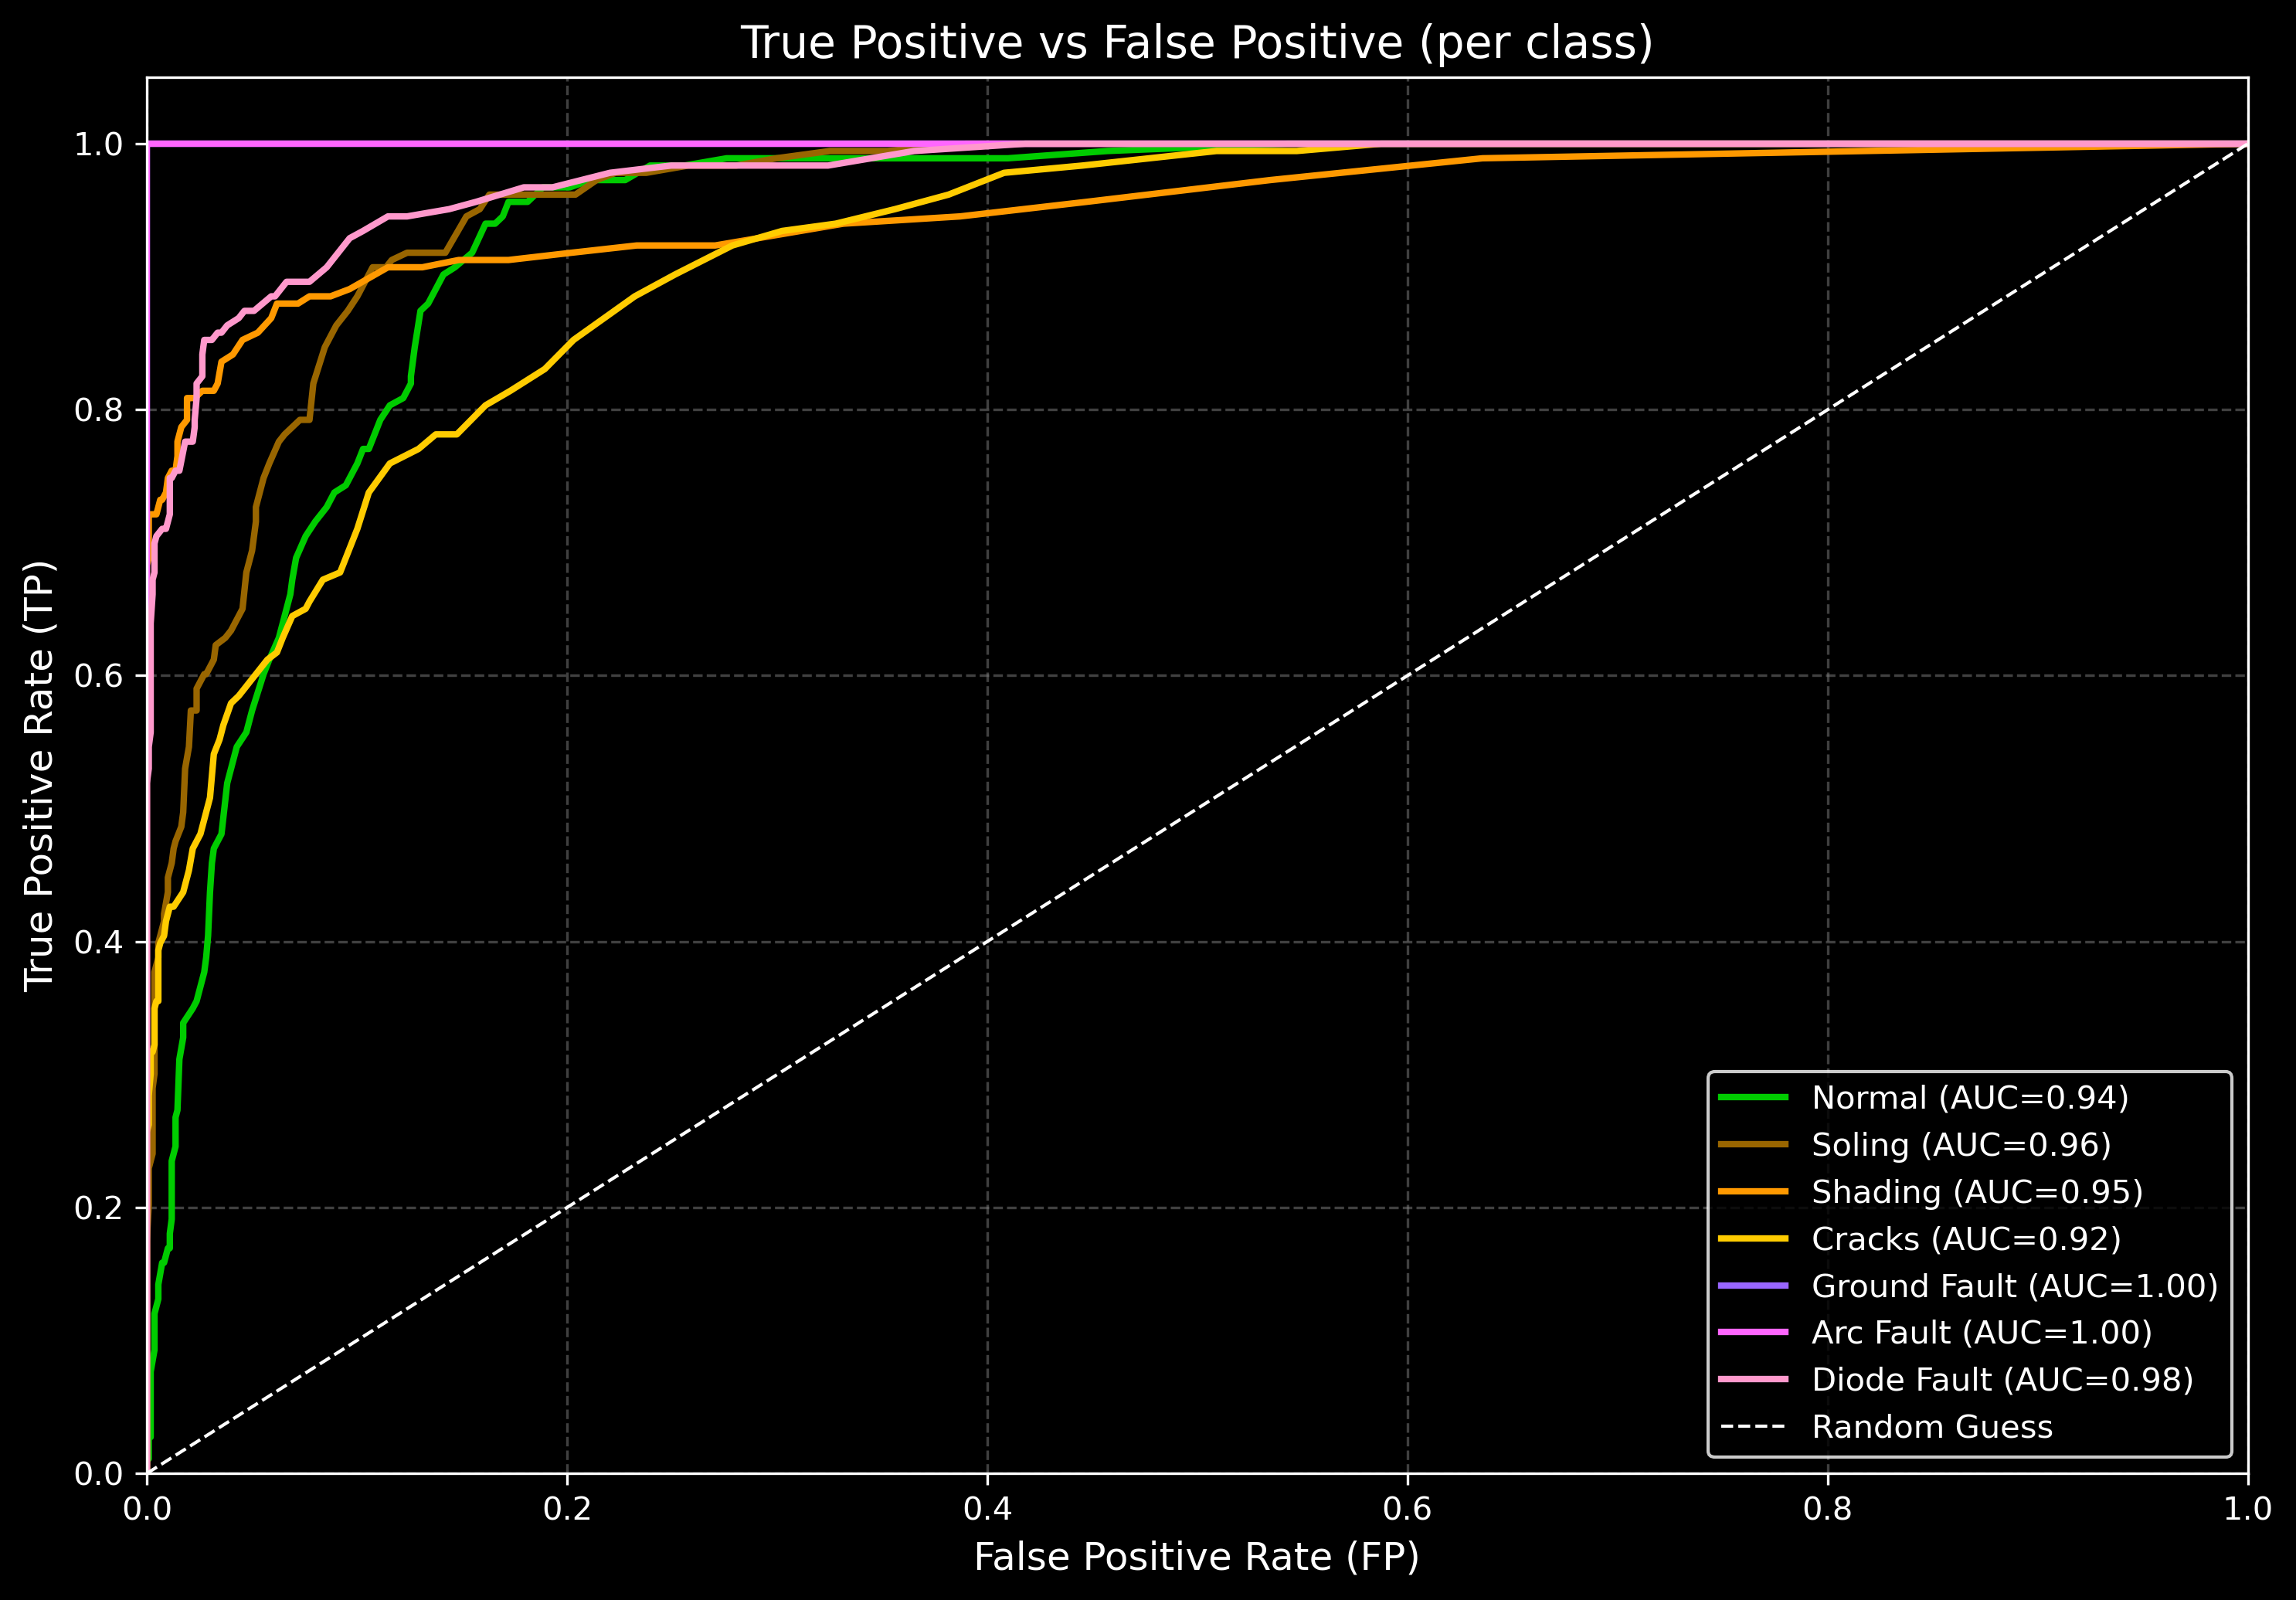 True Positive vs False Positive (per class)
True Positive Rate (TP)
1.0
0.8
0.6
0.4
0.2
0.0
0.0 0.2 0.4 0.6 0.8 1.0
False Positive Rate (FP)
Normal (AUC=0.94)
Soling (AUC=0.96)
Shading (AUC=0.95)
Cracks (AUC=0.92)
Ground Fault (AUC=1.00)
Arc Fault (AUC=1.00)
Diode Fault (AUC=0.98)
Random Guess